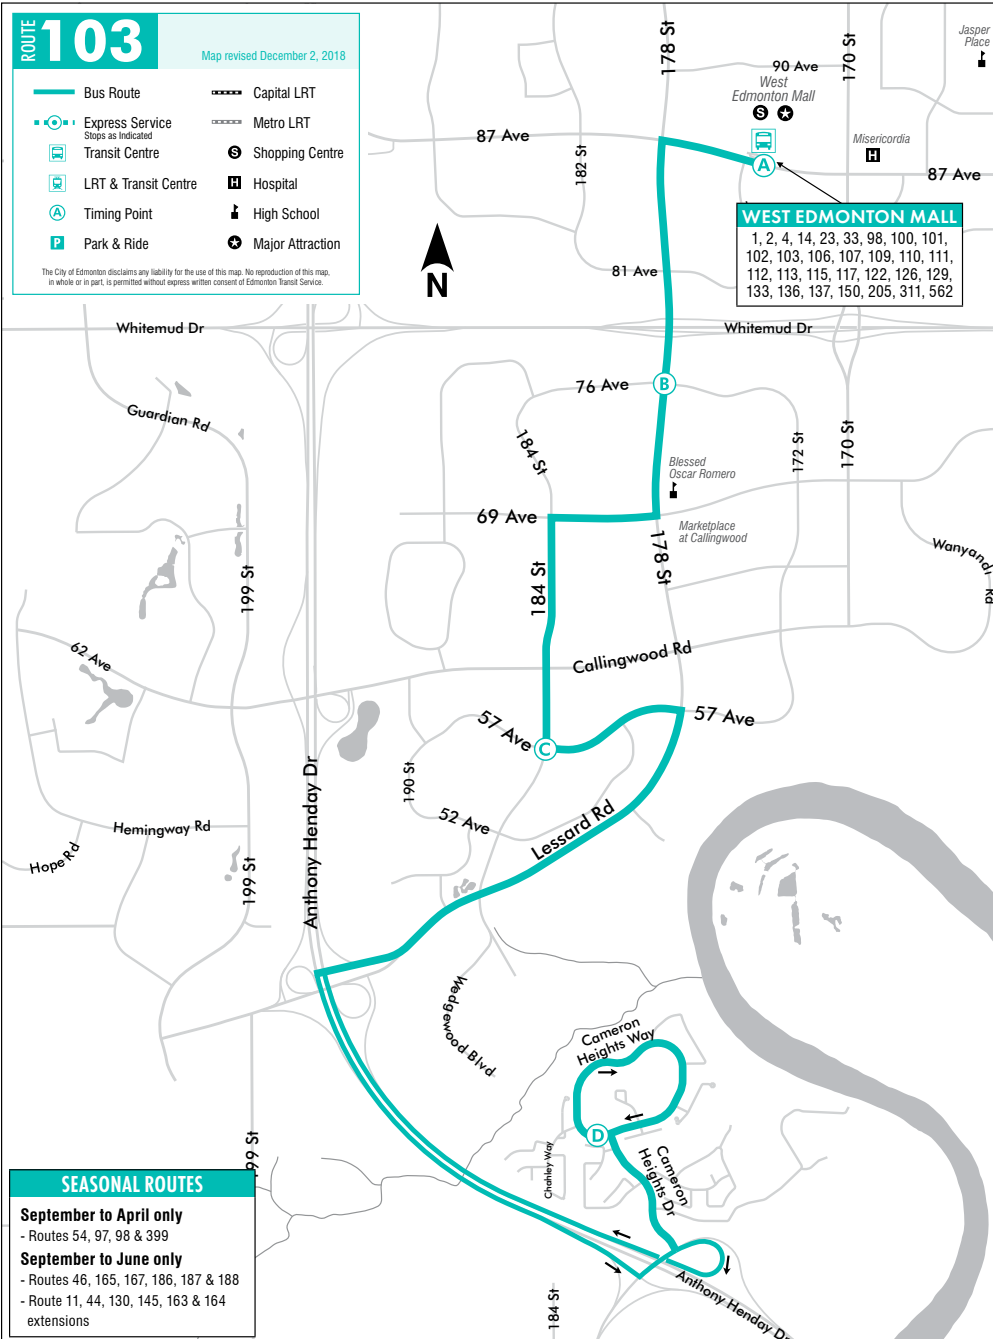 ROUTE 103
Map revised December 2, 2018
Bus Route
Capital LRT
Express Service
Stops as Indicated
Metro LRT
Transit Centre
S Shopping Centre
LRT & Transit Centre
H Hospital
A Timing Point
High School
P Park & Ride
Major Attraction
The City of Edmonton disclaims any liability for the use of this map. No reproduction of this map,
in whole or in part, is permitted without express written consent of Edmonton Transit Service.
N
178 St
170 St
Jasper
Place
90 Ave
West
Edmonton Mall
S
87 Ave
182 St
Misericordia
H
A
87 Ave
WEST EDMONTON MALL
1, 2, 4, 14, 23, 33, 98, 100, 101,
102, 103, 106, 107, 109, 110, 111,
112, 113, 115, 117, 122, 126, 129,
133, 136, 137, 150, 205, 311, 562
81 Ave
Whitemud Dr
Whitemud Dr
76 Ave
B
Guardian Rd
184 St
172 St
170 St
Blessed
Oscar Romero
69 Ave
Marketplace
at Callingwood
178 St
Wanyandi
Rd
199 St
184 St
62 Ave
Callingwood Rd
57 Ave
C
57 Ave
190 St
Anthony Henday Dr
52 Ave
Lessard Rd
Hemingway Rd
Hope Rd
199 St
Wedgewood Blvd
Cameron
Heights Way
D
Cameron
Heights Dr
Chahley Way
99 St
Anthony Henday Dr
184 St
SEASONAL ROUTES
September to April only
- Routes 54, 97, 98 & 399
September to June only
- Routes 46, 165, 167, 186, 187 & 188
- Route 11, 44, 130, 145, 163 & 164
extensions